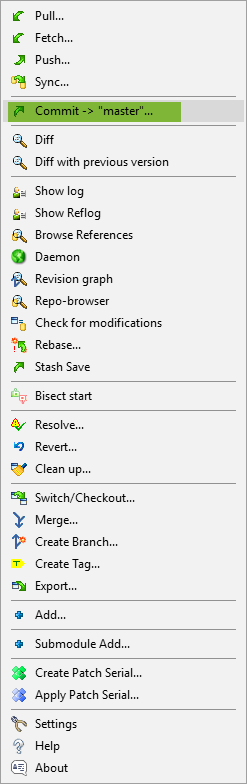 Pull...
Fetch...
Push...
Sync...
Commit -> "master"...
Diff
Diff with previous version
Show log
Show Reflog
Browse References
Daemon
Revision graph
Repo-browser
Check for modifications
Rebase...
Stash Save
Bisect start
Resolve...
Revert...
Clean up...
Switch/Checkout...
Merge...
Create Branch...
Create Tag...
Export...
Add...
Submodule Add...
Create Patch Serial...
Apply Patch Serial...
Settings
Help
About